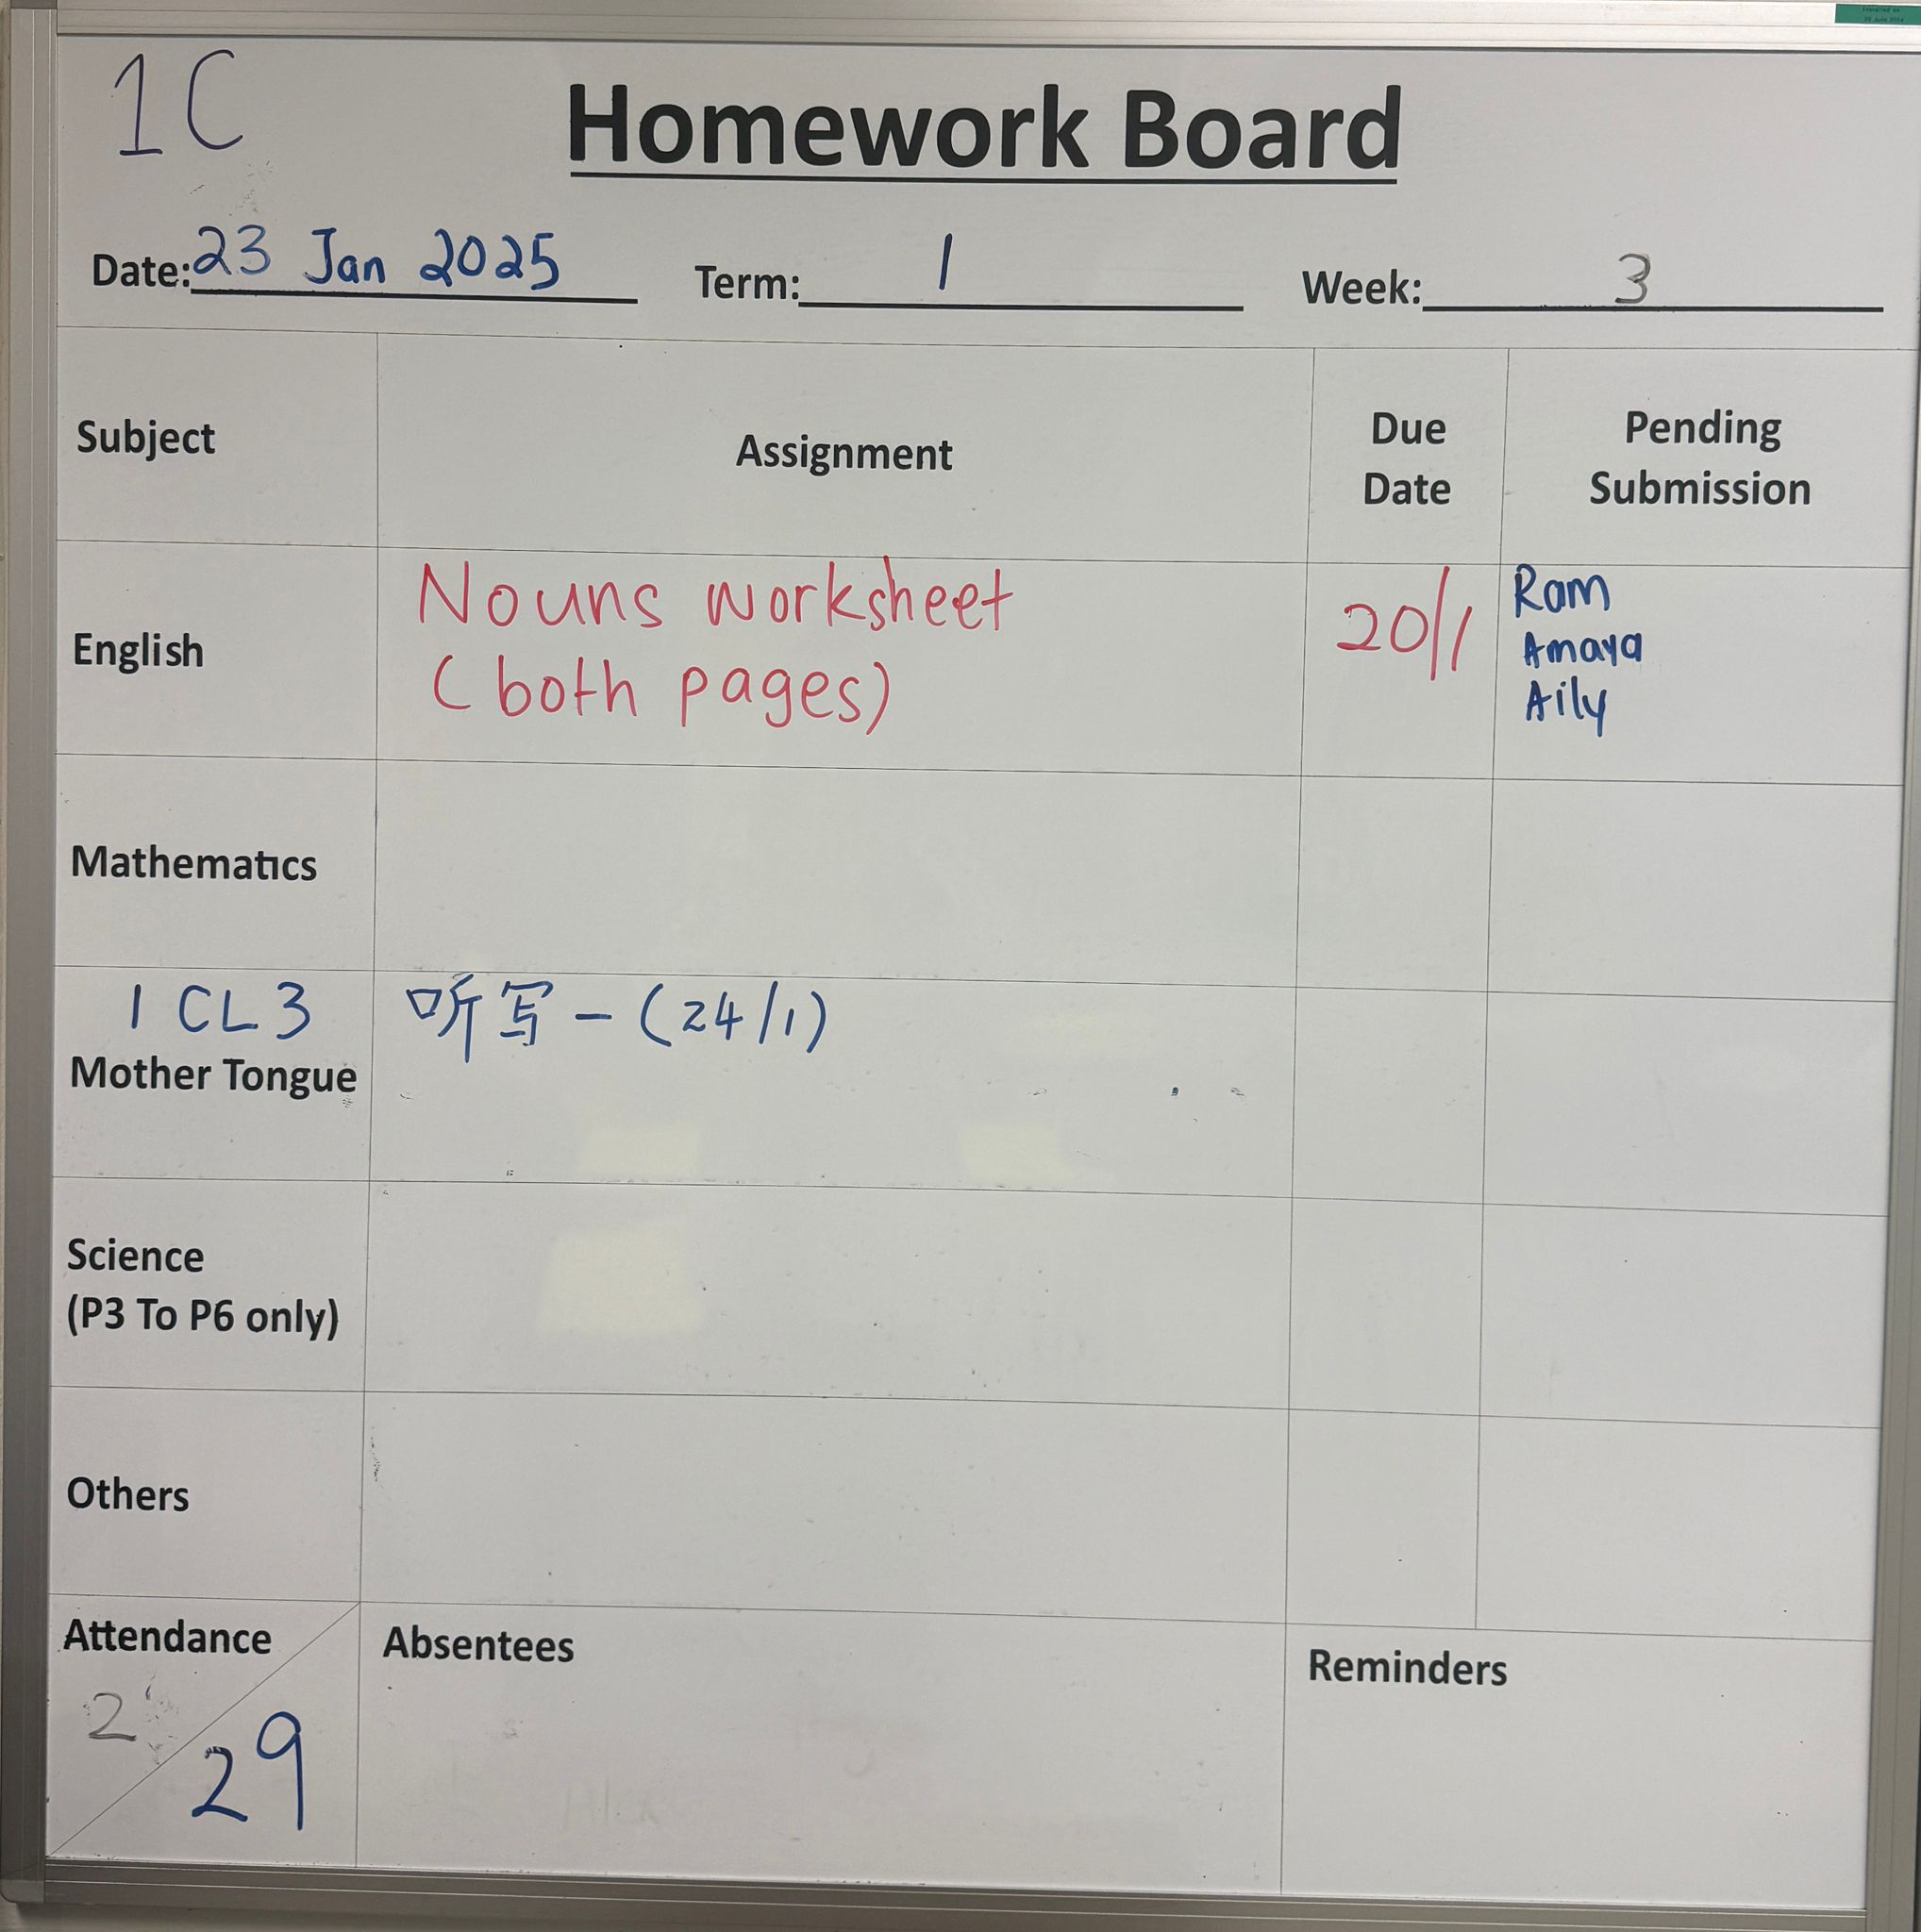 1C
Homework Board
Date: 23 Jan 2025 Term: 1 Week: 3
Subject Assignment Due Date Pending Submission
English
Nouns worksheet
(both pages)
20/1
Ram
Amaya
Aily
Mathematics
1 CL3
Mother Tongue
听写 - (24/1)
Science
(P3 To P6 only)
Others
Attendance
2
29
Absentees
Reminders